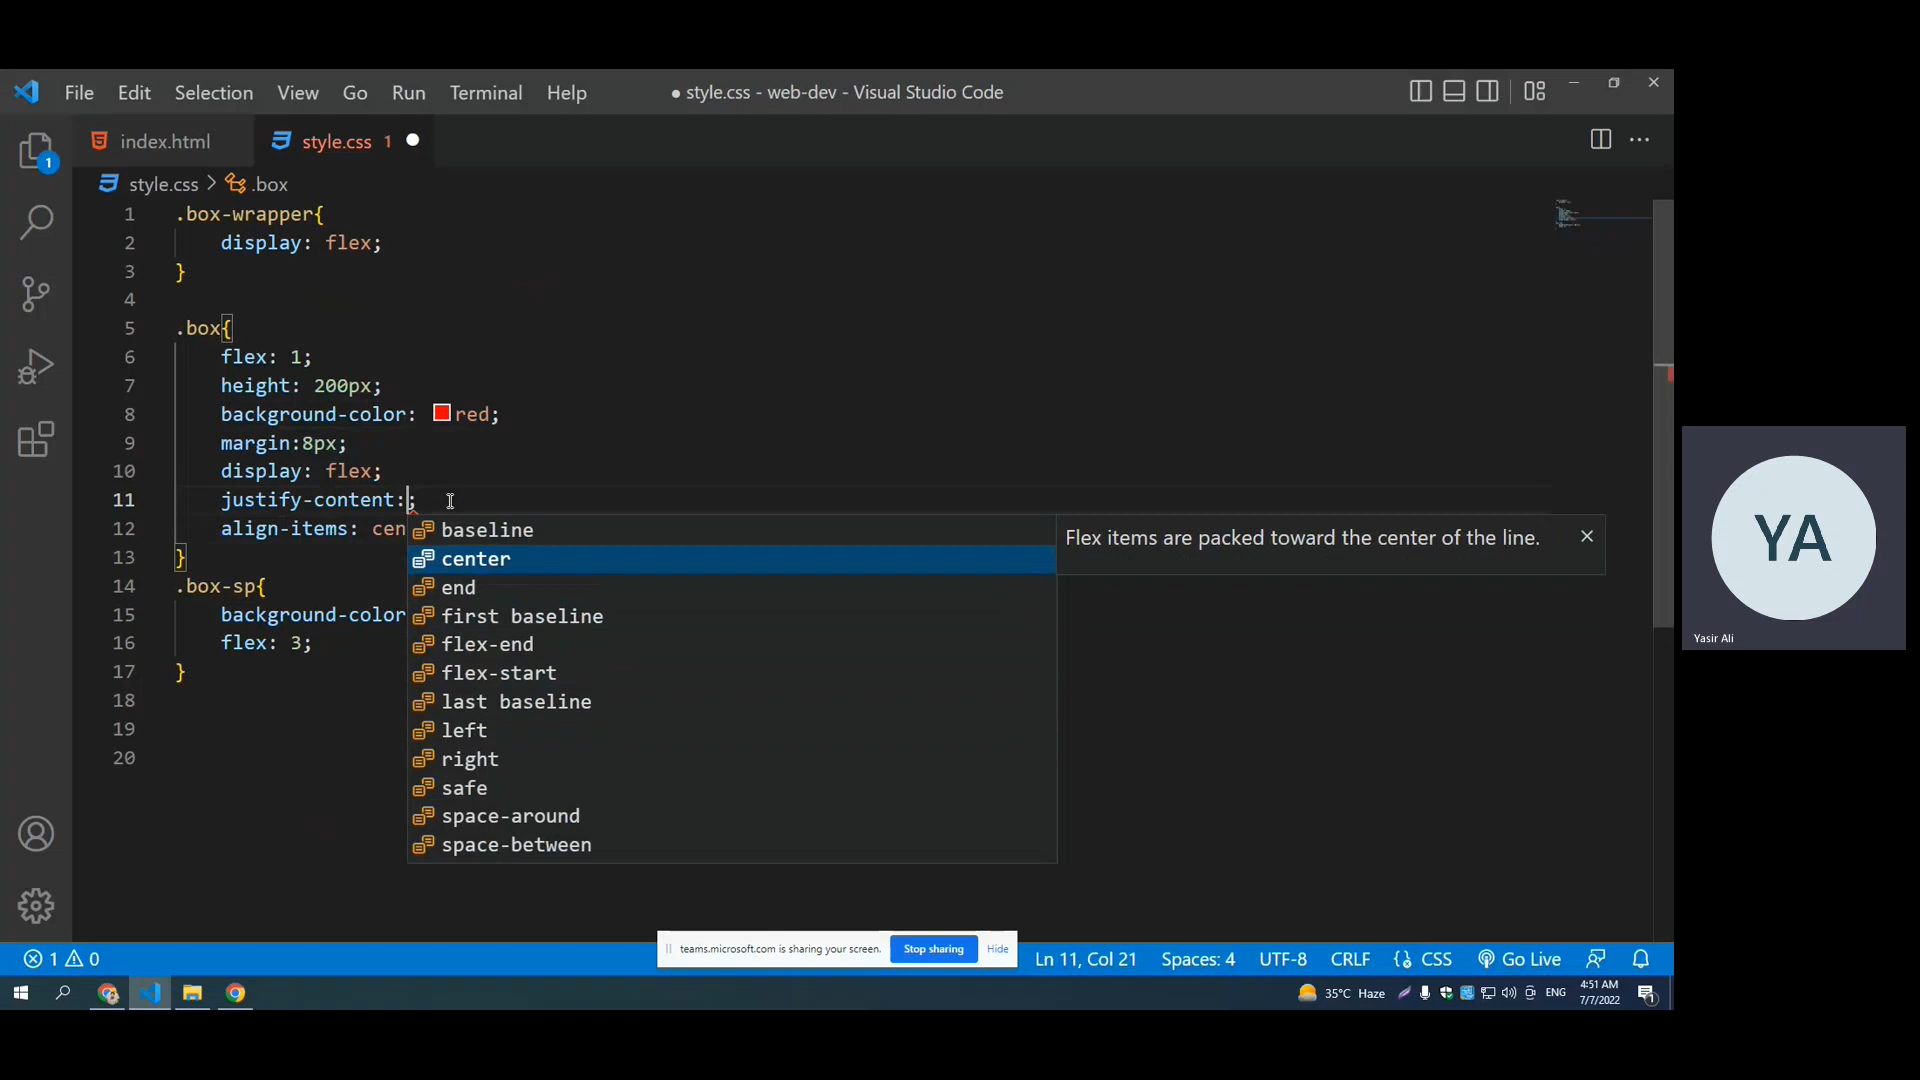 File Edit Selection View Go Run Terminal Help ● style.css - web-dev - Visual Studio Code
1
index.html style.css 1
style.css > .box
1 .box-wrapper{
2 display: flex;
3 }
4
5 .box{
6 flex: 1;
7 height: 200px;
8 background-color: red;
9 margin:8px;
10 display: flex;
11 justify-content:;
12 align-items: cen
13 }
14 .box-sp{
15 background-color
16 flex: 3;
17 }
18
19
20
baseline
center
end
first baseline
flex-end
flex-start
last baseline
left
right
safe
space-around
space-between
Flex items are packed toward the center of the line.
YA
Yasir Ali
teams.microsoft.com is sharing your screen. Stop sharing Hide
1 0 Ln 11, Col 21 Spaces: 4 UTF-8 CRLF CSS Go Live
35°C Haze ENG 4:51 AM
7/7/2022
1